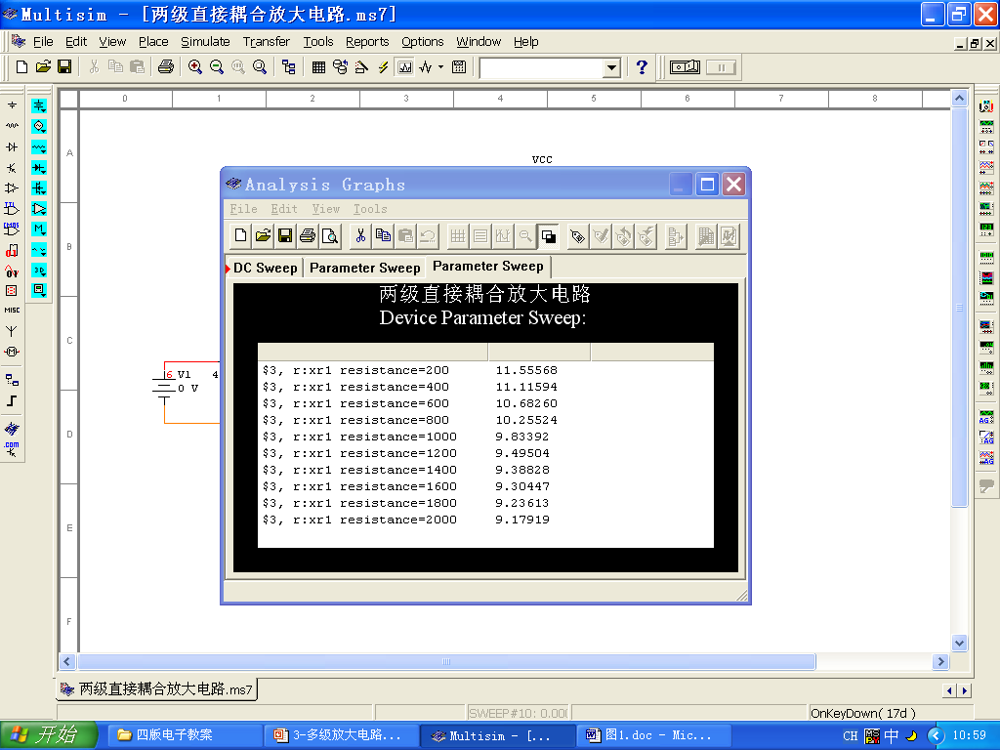 Multisim - [两级直接耦合放大电路.ms7]
File Edit View Place Simulate Transfer Tools Reports Options Window Help
0 1 2 3 4 5 6 7 8
A
VCC
Analysis Graphs
File Edit View Tools
B
DC Sweep Parameter Sweep Parameter Sweep
两级直接耦合放大电路
Device Parameter Sweep:
C
$3, r:xr1 resistance=200 11.55568
6 V1 4
$3, r:xr1 resistance=400 11.11594
0 V
$3, r:xr1 resistance=600 10.68260
$3, r:xr1 resistance=800 10.25524
D
$3, r:xr1 resistance=1000 9.83392
$3, r:xr1 resistance=1200 9.49504
$3, r:xr1 resistance=1400 9.38828
$3, r:xr1 resistance=1600 9.30447
$3, r:xr1 resistance=1800 9.23613
$3, r:xr1 resistance=2000 9.17919
E
F
MISC
.COM
两级直接耦合放大电路.ms7
SWEEP#10: 0.00
OnKeyDown( 17d )
开始 四版电子教案 3-多级放大电路... Multisim - [... 图1.doc - Mic... CH 中 10:59